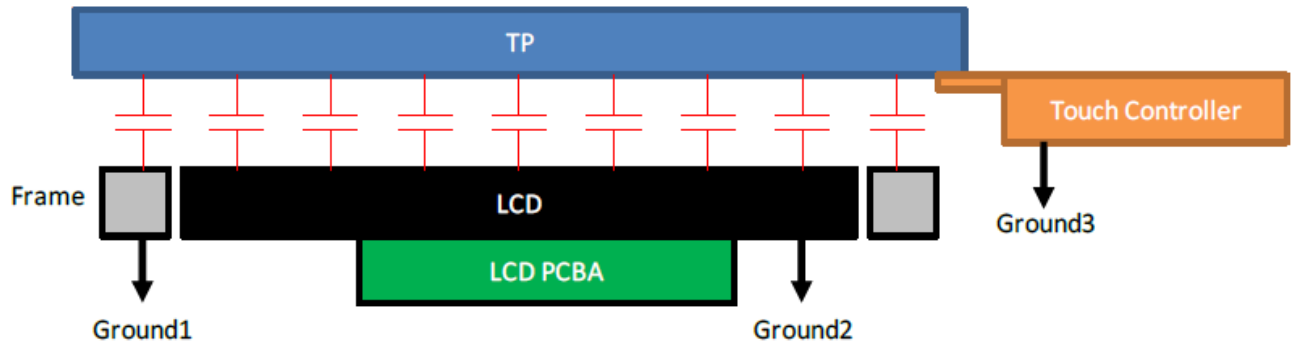 TP
Touch Controller
Frame
LCD
Ground3
LCD PCBA
Ground1
Ground2